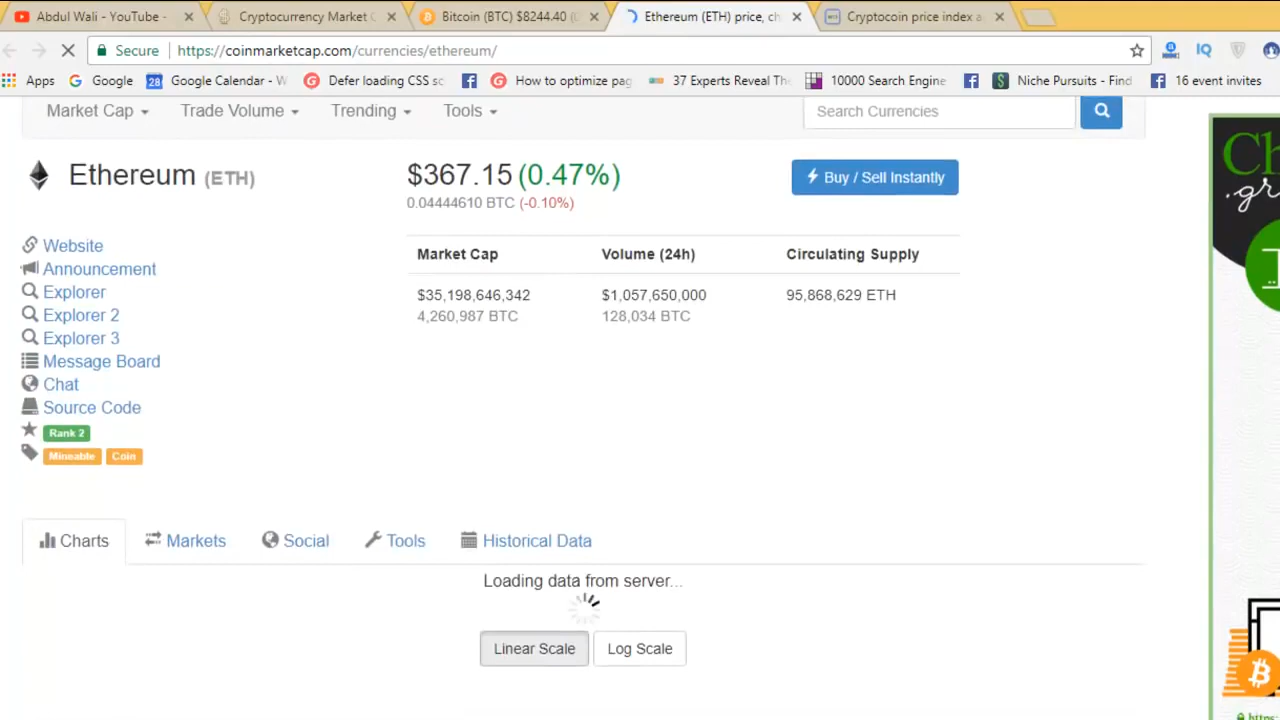 Abdul Wali - YouTube -
Cryptocurrency Market C
Bitcoin (BTC) $8244.40 (
Ethereum (ETH) price, ch
Cryptocoin price index a
Secure https://coinmarketcap.com/currencies/ethereum/
IQ
Apps
Google
28 Google Calendar - W
Defer loading CSS sc
How to optimize pag
37 Experts Reveal The
10000 Search Engine
Niche Pursuits - Find
16 event invites
Market Cap
Trade Volume
Trending
Tools
Search Currencies
Ethereum (ETH)
$367.15 (0.47%)
0.04444610 BTC (-0.10%)
Buy / Sell Instantly
Website
Announcement
Explorer
Explorer 2
Explorer 3
Message Board
Chat
Source Code
Rank 2
Mineable Coin
Market Cap Volume (24h) Circulating Supply
$35,198,646,342 $1,057,650,000 95,868,629 ETH
4,260,987 BTC 128,034 BTC
Charts Markets Social Tools Historical Data
Loading data from server...
Linear Scale Log Scale
Ch
.gr
https: